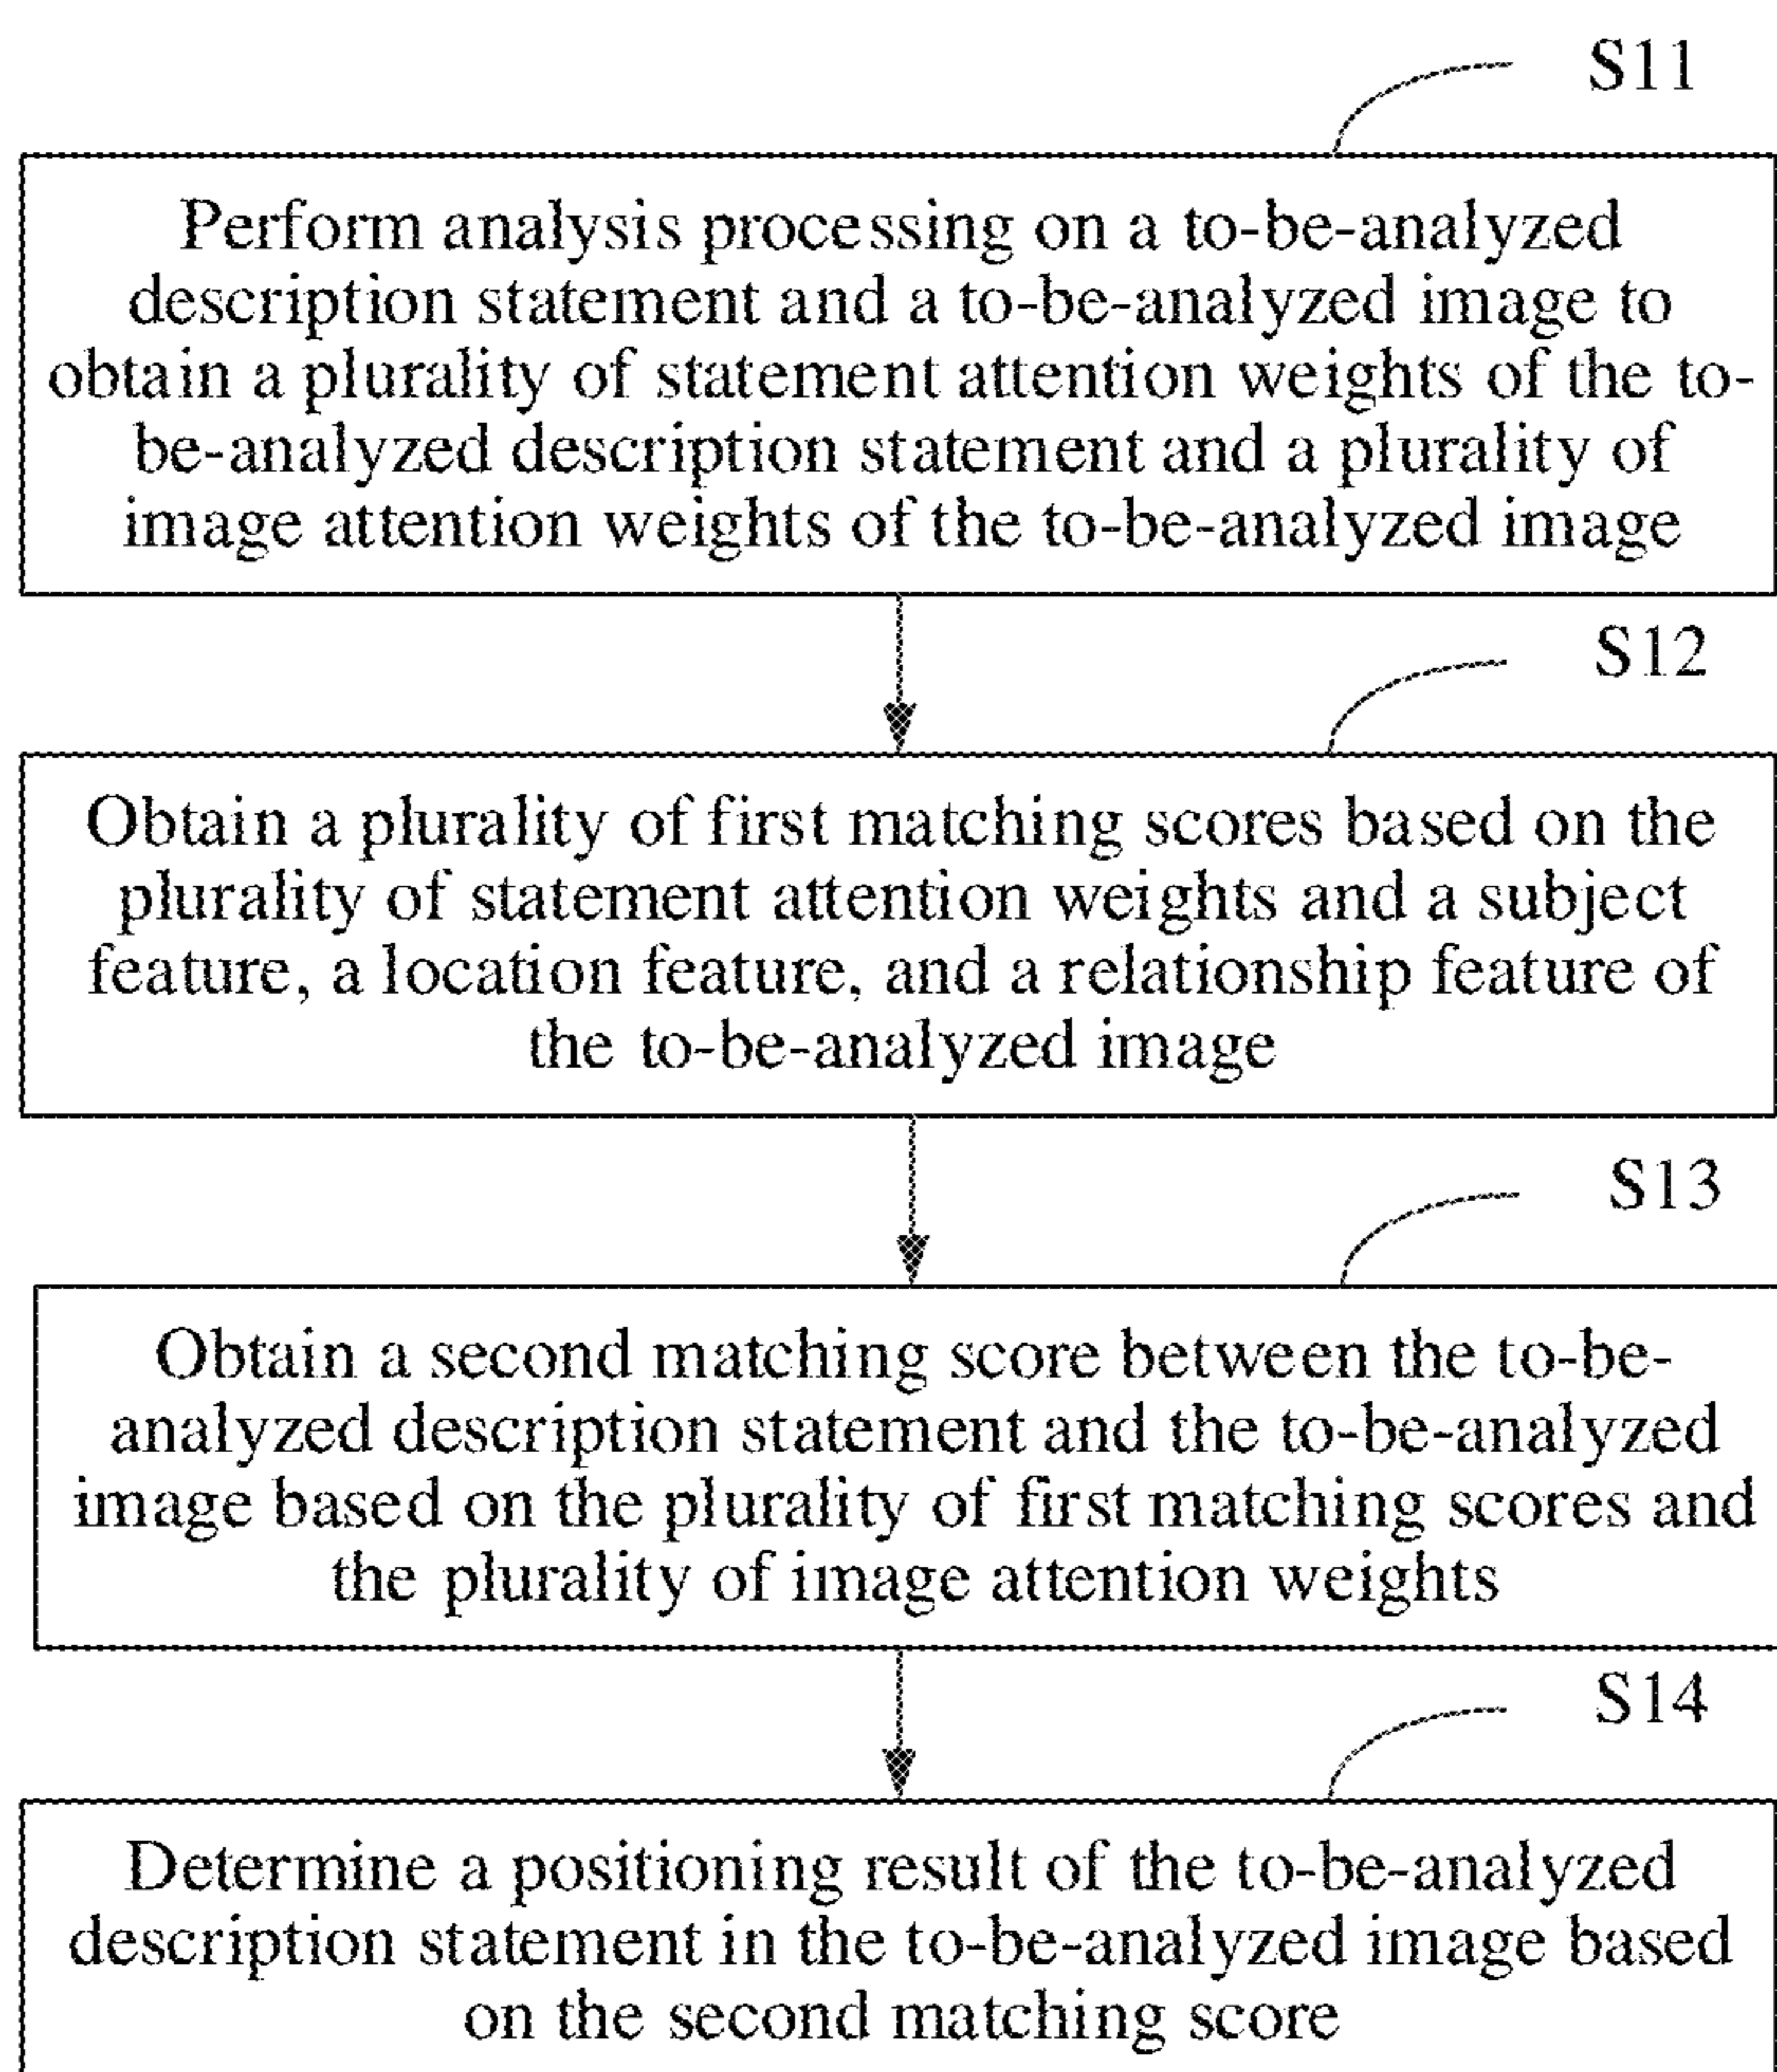 S11
Perform analysis processing on a to-be-analyzed
description statement and a to-be-analyzed image to
obtain a plurality of statement attention weights of the to-
be-analyzed description statement and a plurality of
image attention weights of the to-be-analyzed image
S12
Obtain a plurality of first matching scores based on the
plurality of statement attention weights and a subject
feature, a location feature, and a relationship feature of
the to-be-analyzed image
S13
Obtain a second matching score between the to-be-
analyzed description statement and the to-be-analyzed
image based on the plurality of first matching scores and
the plurality of image attention weights
S14
Determine a positioning result of the to-be-analyzed
description statement in the to-be-analyzed image based
on the second matching score